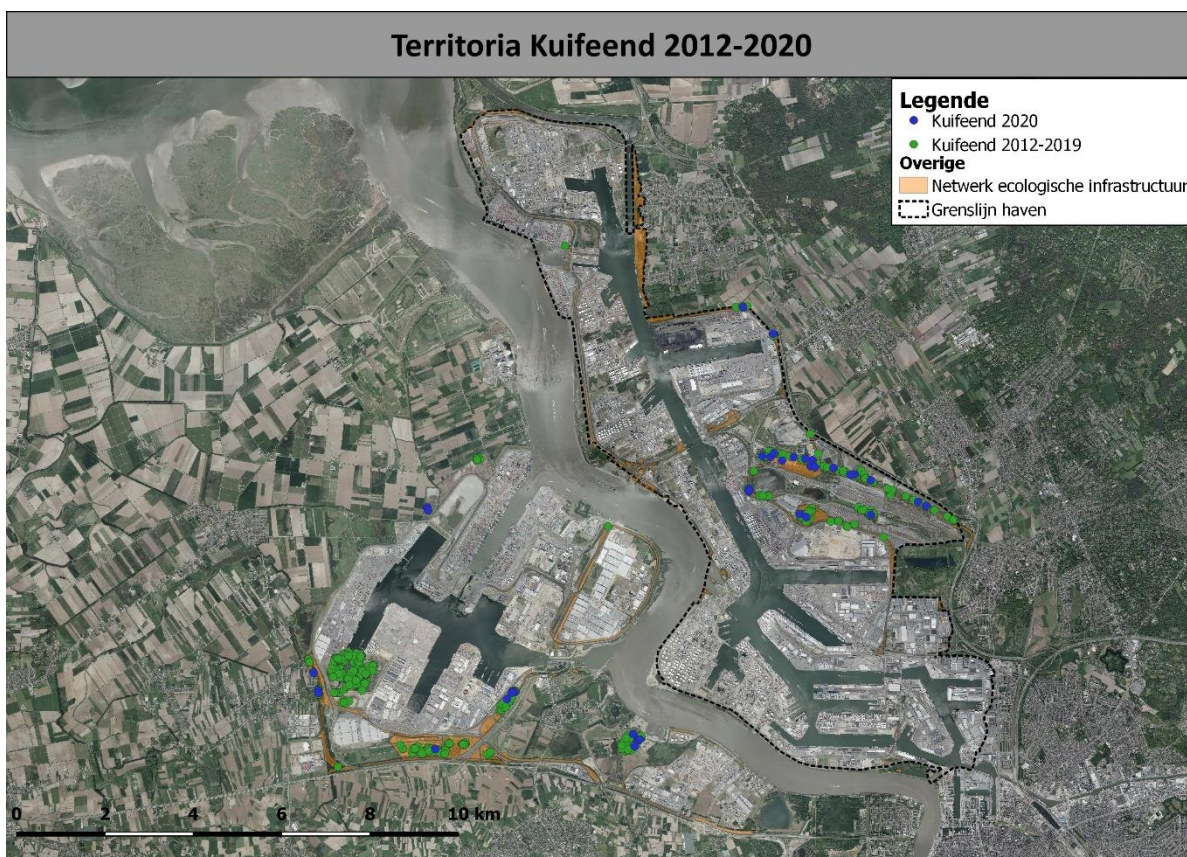 Territoria Kuifeend 2012-2020
Legende
Kuifeend 2020
Kuifeend 2012-2019
Overige
Netwerk ecologische infrastructuur
Grenslijn haven
0 2 4 6 8 10 km